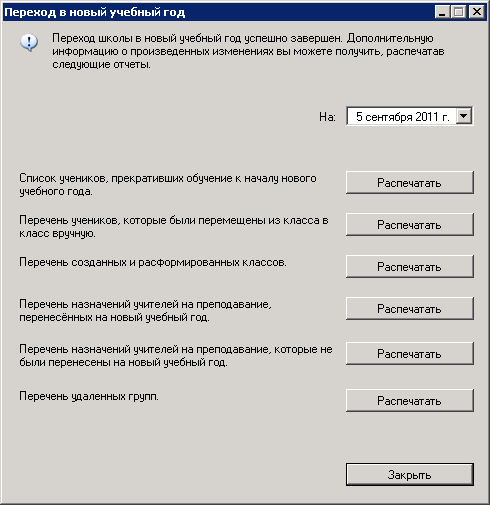 Переход в новый учебный год
Переход школы в новый учебный год успешно завершен. Дополнительную
информацию о произведенных изменениях вы можете получить, распечатав
следующие отчеты.
На: 5 сентября 2011 г.
Список учеников, прекративших обучение к началу нового
учебного года.
Распечатать
Перечень учеников, которые были перемещены из класса в
класс вручную.
Распечатать
Перечень созданных и расформированных классов.
Распечатать
Перечень назначений учителей на преподавание,
перенесённых на новый учебный год.
Распечатать
Перечень назначений учителей на преподавание, которые не
были перенесены на новый учебный год.
Распечатать
Перечень удаленных групп.
Распечатать
Закрыть